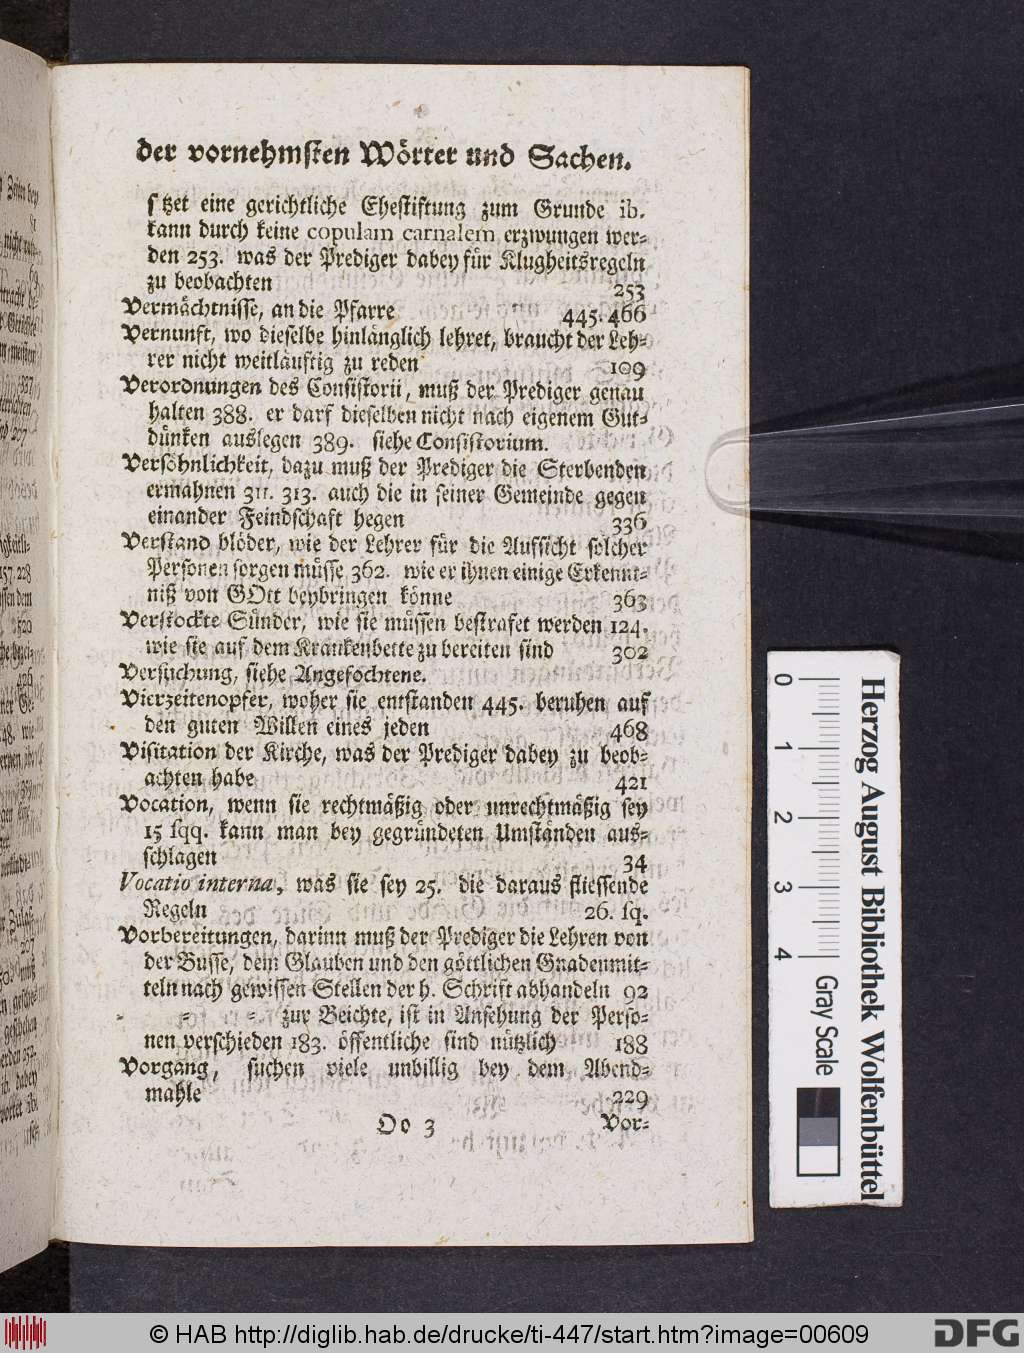 der vornehmsten Wörter und Sachen.
setzet eine gerichtliche Ehestiftung zum Grunde ib.
kann durch keine copulam carnalem erzwungen wer-
den 253. was der Prediger dabey für Klugheitsregeln
zu beobachten 253
Vermächtnisse, an die Pfarre 445. 466
Vernunft, wo dieselbe hinlänglich lehret, braucht der Leh-
rer nicht weitläuftig zu reden 109
Verordnungen des Consistorii, muß der Prediger genau
halten 388. er darf dieselben nicht nach eigenem Gut-
dünken auslegen 389. siehe Consistorium.
Versöhnlichkeit, dazu muß der Prediger die Sterbenden
ermahnen 311. 313. auch die in seiner Gemeinde gegen
einander Feindschaft hegen 336
Verstand blöder, wie der Lehrer für die Aufsicht solcher
Personen sorgen müsse 362. wie er ihnen einige Erkennt-
niß von GOtt beybringen könne 363
Verstockte Sünder, wie sie müssen bestrafet werden 124.
wie sie auf dem Krankenbette zu bereiten sind 302
Versuchung, siehe Angefochtene.
Vierzeitenopfer, woher sie entstanden 445. beruhen auf
den guten Willen eines jeden 468
Visitation der Kirche, was der Prediger dabey zu beob-
achten habe 421
Vocation, wenn sie rechtmäßig oder unrechtmäßig sey
15 sqq. kann man bey gegründeten Umständen aus-
schlagen 34
Vocatio interna, was sie sey 25. die daraus fliessende
Regeln 26. sq.
Vorbereitungen, darinn muß der Prediger die Lehren von
der Busse, dem Glauben und den göttlichen Gnadenmit-
teln nach gewissen Stellen der h. Schrift abhandeln 92
- - - zur Beichte, ist in Ansehung der Perso-
nen verschieden 183. öffentliche sind nützlich 188
Vorgang, suchen viele unbillig bey dem Abend-
mahle 229
Oo 3 Vor-
0 1 2 3 4
Gray Scale
Herzog August Bibliothek Wolfenbüttel
© HAB http://diglib.hab.de/drucke/ti-447/start.htm?image=00609
DFG